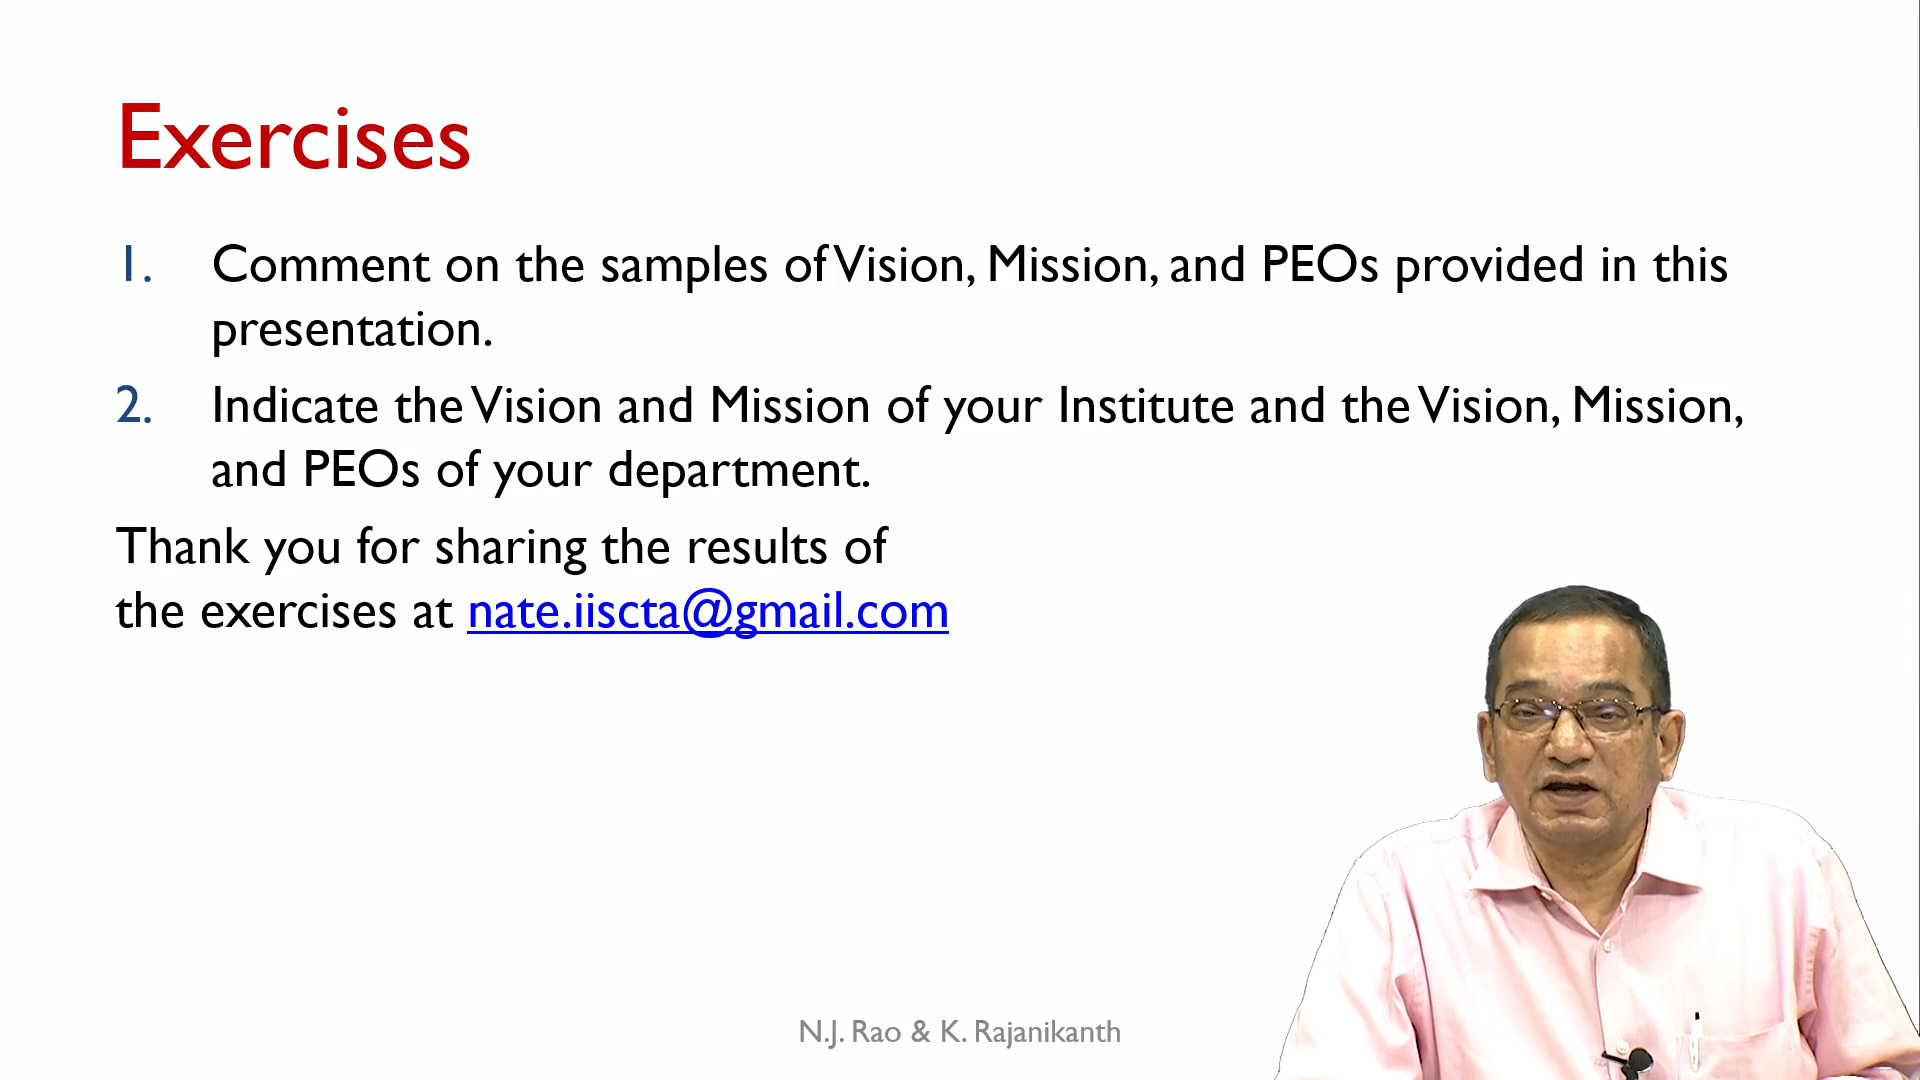 Exercises
1. Comment on the samples of Vision, Mission, and PEOs provided in this
presentation.
2. Indicate the Vision and Mission of your Institute and the Vision, Mission,
and PEOs of your department.
Thank you for sharing the results of
the exercises at nate.iiscta@gmail.com
N.J. Rao & K. Rajanikanth